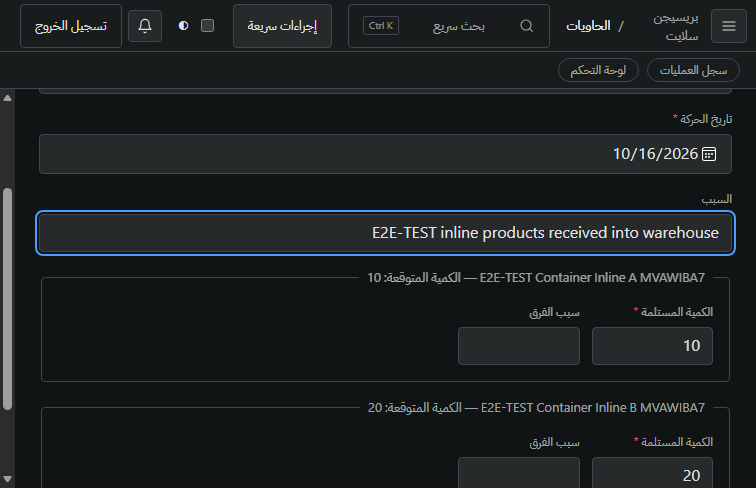 بريسيجن
سلايت
/ الحاويات
بحث سريع
Ctrl K
إجراءات سريعة
تسجيل الخروج
سجل العمليات
لوحة التحكم
تاريخ الحركة *
10/16/2026
السبب
E2E-TEST inline products received into warehouse
E2E-TEST Container Inline A MVAWIBA7 — الكمية المتوقعة: 10
الكمية المستلمة *
سبب الفرق
10
E2E-TEST Container Inline B MVAWIBA7 — الكمية المتوقعة: 20
الكمية المستلمة *
سبب الفرق
20